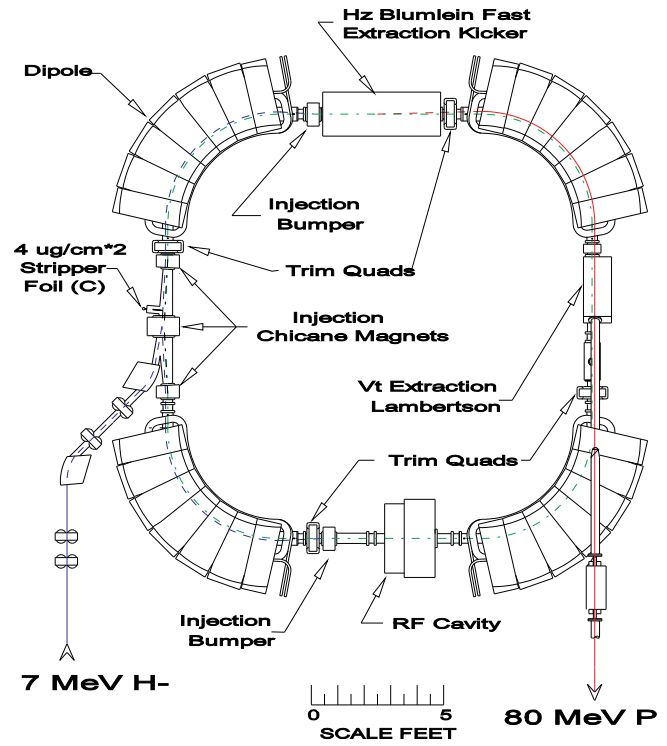 Hz Blumlein Fast
Extraction Kicker
Dipole
Injection
Bumper
4 ug/cm*2
Stripper
Foil (C)
Trim Quads
Injection
Chicane Magnets
Vt Extraction
Lambertson
Trim Quads
Injection
Bumper
RF Cavity
7 MeV H-
0 5
SCALE FEET
80 MeV P